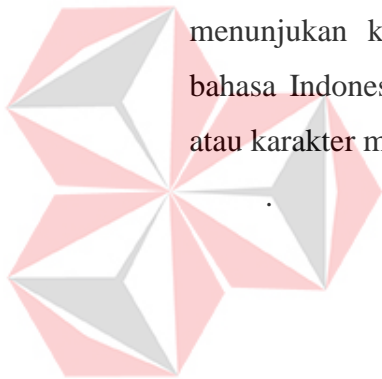 menunjukan k
bahasa Indones
atau karakter m
.